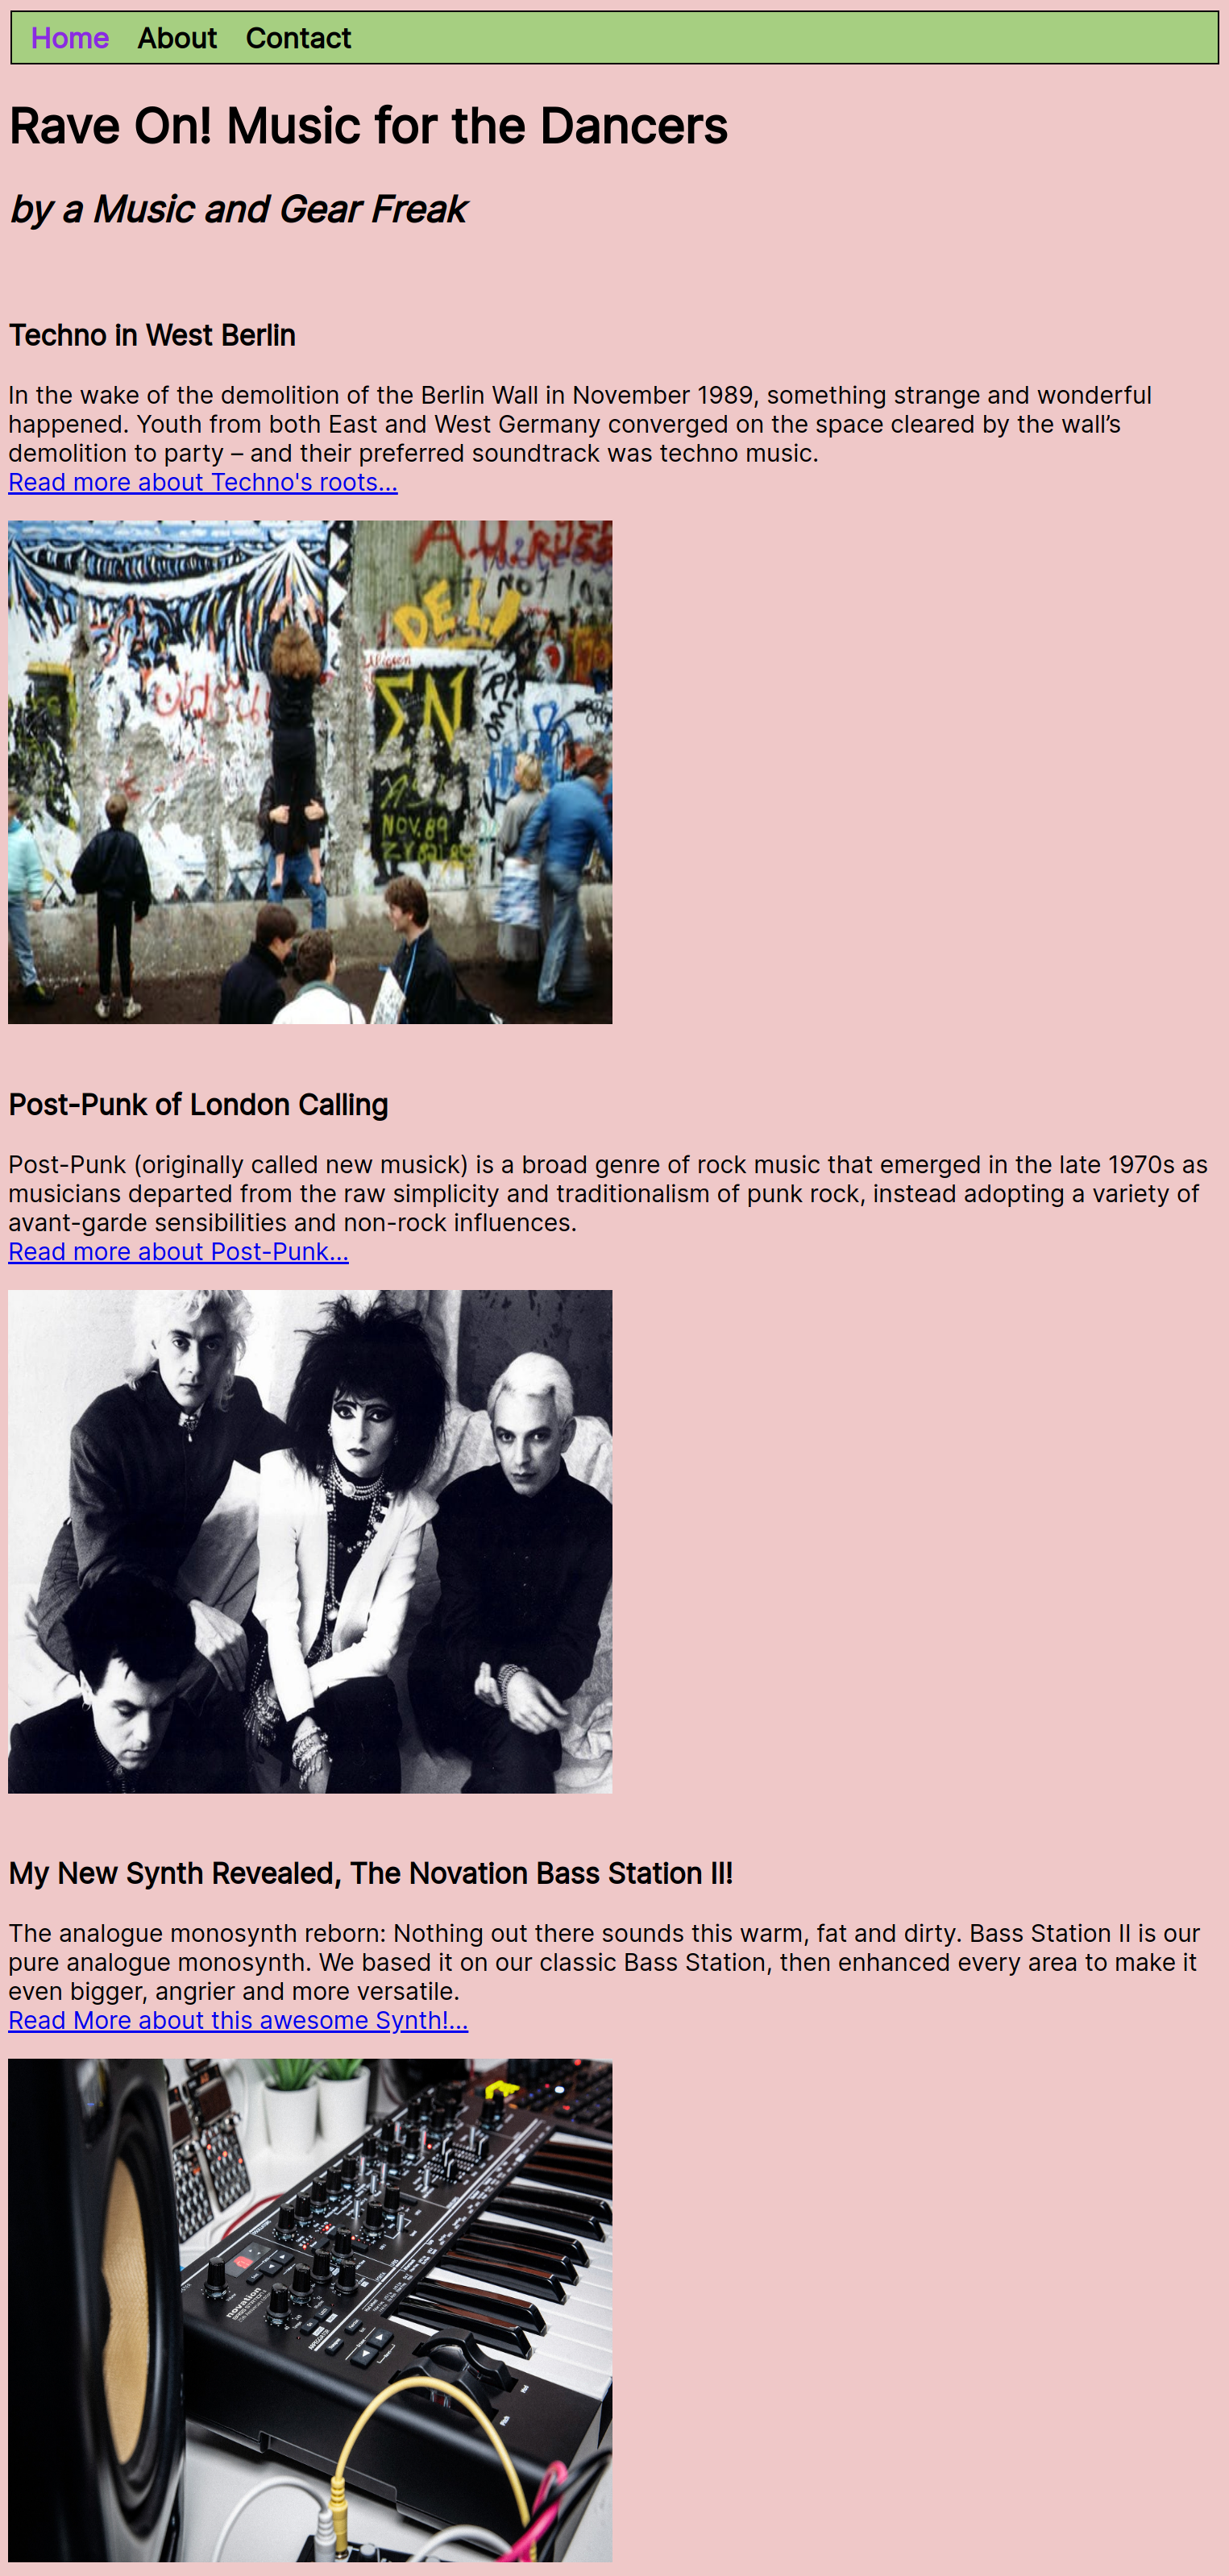 Home About Contact
Rave On! Music for the Dancers
by a Music and Gear Freak
Techno in West Berlin
In the wake of the demolition of the Berlin Wall in November 1989, something strange and wonderful
happened. Youth from both East and West Germany converged on the space cleared by the wall’s
demolition to party – and their preferred soundtrack was techno music.
Read more about Techno's roots...
not
DEI
ΣN
NOV.89
Post-Punk of London Calling
Post-Punk (originally called new musick) is a broad genre of rock music that emerged in the late 1970s as
musicians departed from the raw simplicity and traditionalism of punk rock, instead adopting a variety of
avant-garde sensibilities and non-rock influences.
Read more about Post-Punk...
My New Synth Revealed, The Novation Bass Station II!
The analogue monosynth reborn: Nothing out there sounds this warm, fat and dirty. Bass Station II is our
pure analogue monosynth. We based it on our classic Bass Station, then enhanced every area to make it
even bigger, angrier and more versatile.
Read More about this awesome Synth!...
novation
Pitch
Mod